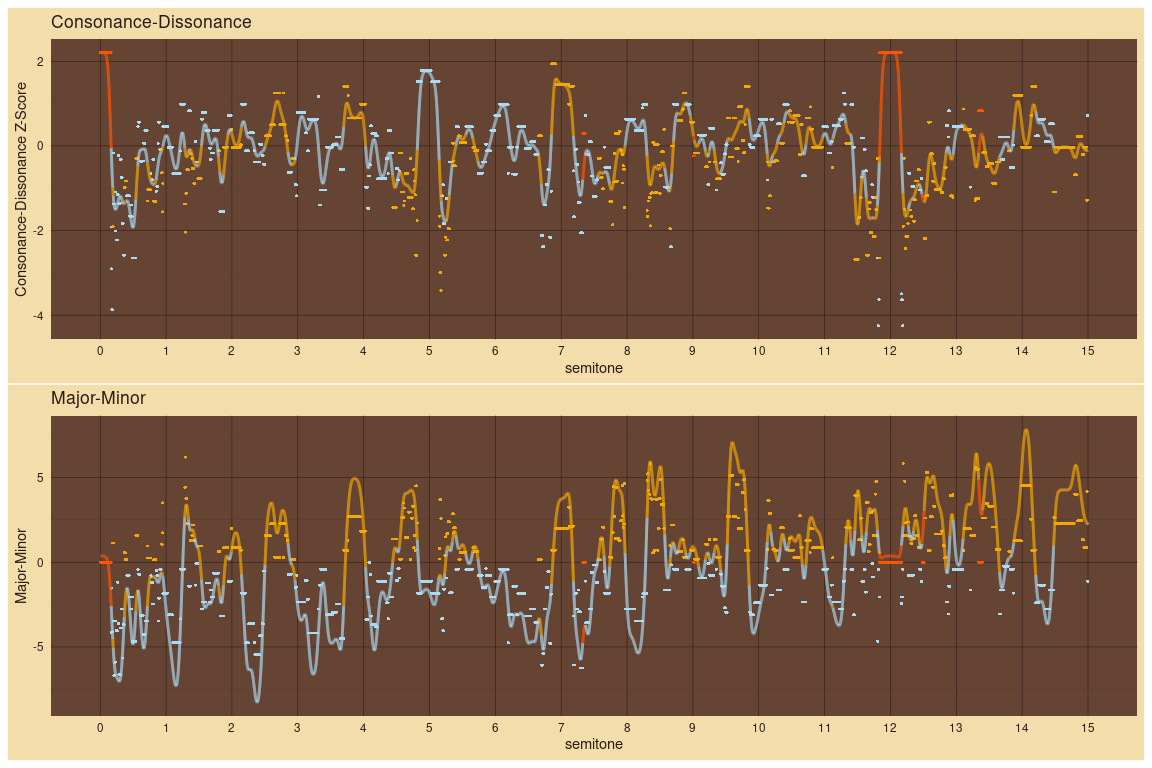 Consonance-Dissonance
Consonance-Dissonance Z-Score
2
0
-2
-4
0 1 2 3 4 5 6 7 8 9 10 11 12 13 14 15
semitone
Major-Minor
Major-Minor
5
0
-5
0 1 2 3 4 5 6 7 8 9 10 11 12 13 14 15
semitone